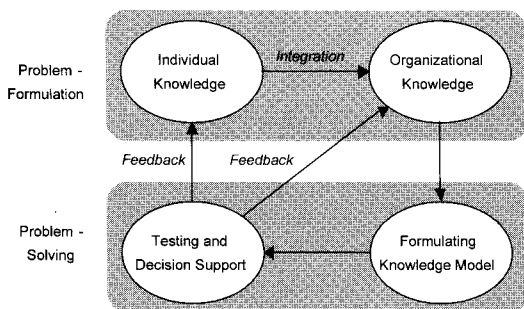 Problem -
Formulation
Individual
Knowledge
Integration
Organizational
Knowledge
Feedback
Feedback
Problem -
Solving
Testing and
Decision Support
Formulating
Knowledge Model